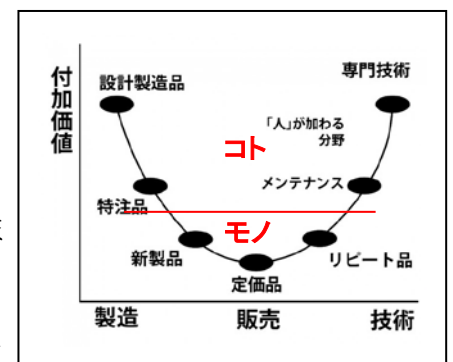 付加価値
設計製造品
専門技術
「人」が加わる
分野
コト
メンテナンス
特注品
モノ
新製品
リピート品
定価品
製造
販売
技術